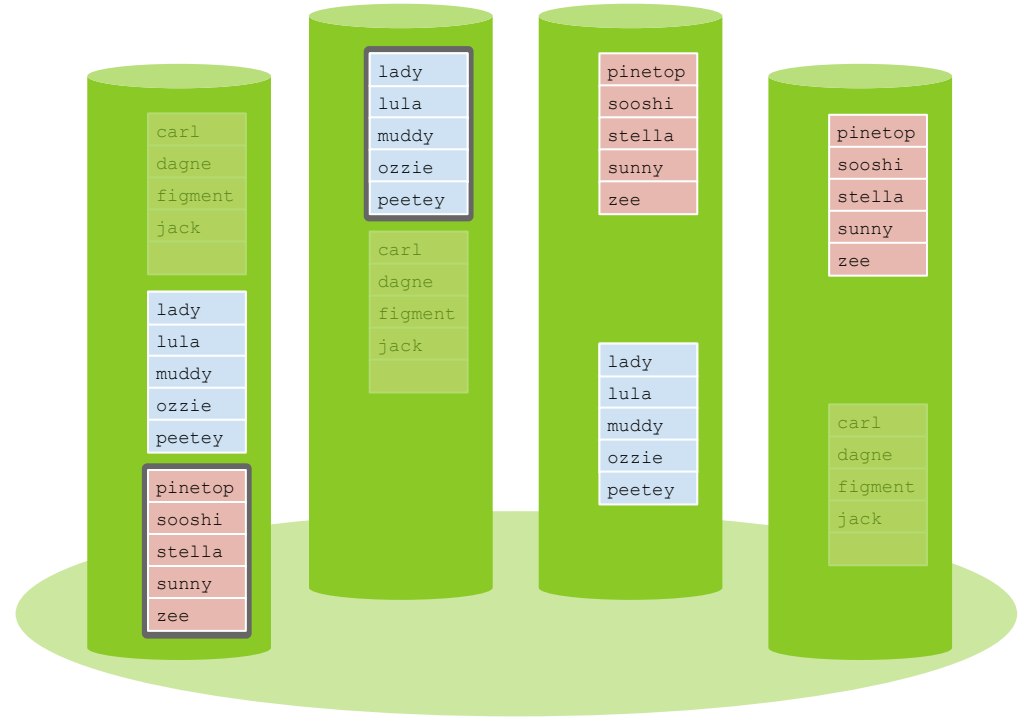 carl
dagne
figment
jack
lady
lula
muddy
ozzie
peetey
pinetop
sooshi
stella
sunny
zee
lady
lula
muddy
ozzie
peetey
carl
dagne
figment
jack
pinetop
sooshi
stella
sunny
zee
lady
lula
muddy
ozzie
peetey
pinetop
sooshi
stella
sunny
zee
carl
dagne
figment
jack